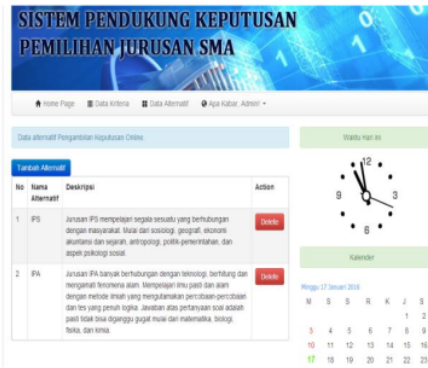 SISTEM PENDUKUNG KEPUTUSAN
PEMILIHAN JURUSAN SMA
Home Page Data Kriteria Data Alternatif Apa Kabar, Admin!
Data alternatif Pengambilan Keputusan Online.
Tambah Alternatif
No Nama Alternatif Deskripsi Action
1 IPS Jurusan IPS mempelajari segala sesuatu yang berhubungan
dengan masyarakat. Mulai dari sosiologi, geografi, ekonomi
akuntansi dan sejarah, antropologi, politik-pemerintahan, dan
aspek psikologi sosial.
Delete
2 IPA Jurusan IPA banyak berhubungan dengan teknologi, berhitung dan
mengamati fenomena alam. Mempelajari ilmu pasti dan alam
dengan metode ilmiah yang mengutamakan percobaan-percobaan
dan tes yang penuh logika. Jawaban atas pertanyaan soal adalah
pasti tidak bisa diganggu gugat mulai dari matematika, biologi,
fisika, dan kimia.
Delete
Waktu Hari ini
12
9 3
6
Kalender
Minggu 17 Januari 2016
M S S R K J S
1 2
3 4 5 6 7 8 9
10 11 12 13 14 15 16
17 18 19 20 21 22 23